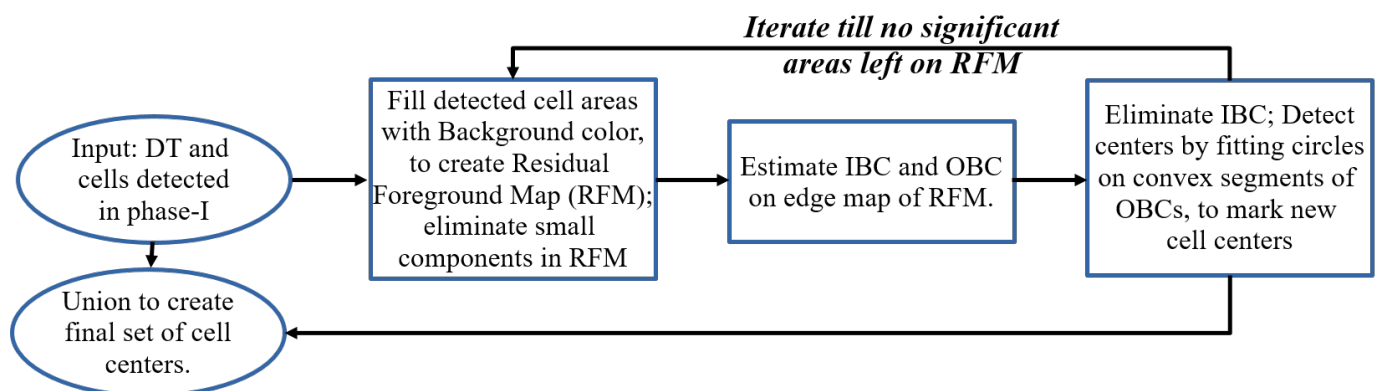 Iterate till no significant
areas left on RFM
Input: DT and
cells detected
in phase-I
Fill detected cell areas
with Background color,
to create Residual
Foreground Map (RFM);
eliminate small
components in RFM
Estimate IBC and OBC
on edge map of RFM.
Eliminate IBC; Detect
centers by fitting circles
on convex segments of
OBCs, to mark new
cell centers
Union to create
final set of cell
centers.